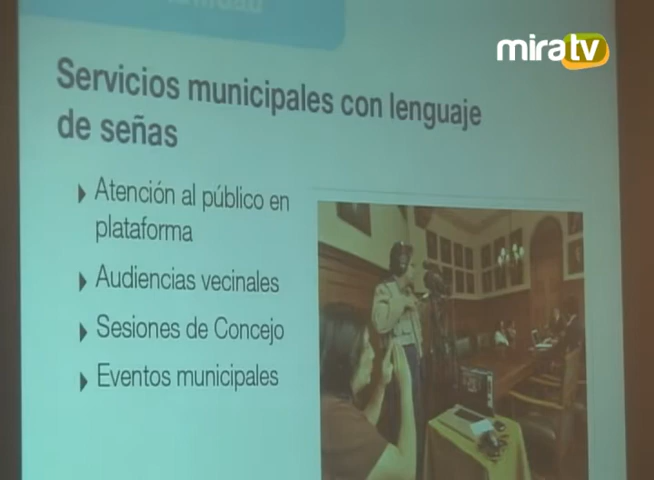 miratv
Servicios municipales con lenguaje
de señas
Atención al público en
plataforma
Audiencias vecinales
Sesiones de Concejo
Eventos municipales